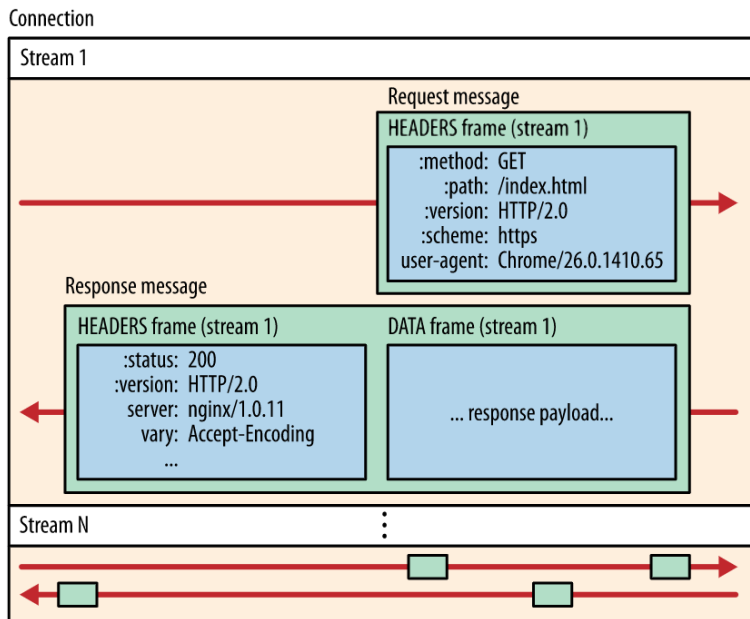 Connection
Stream 1
Request message
HEADERS frame (stream 1)
:method: GET
:path: /index.html
:version: HTTP/2.0
:scheme: https
user-agent: Chrome/26.0.1410.65
Response message
HEADERS frame (stream 1)
:status: 200
:version: HTTP/2.0
server: nginx/1.0.11
vary: Accept-Encoding
...
DATA frame (stream 1)
... response payload...
Stream N